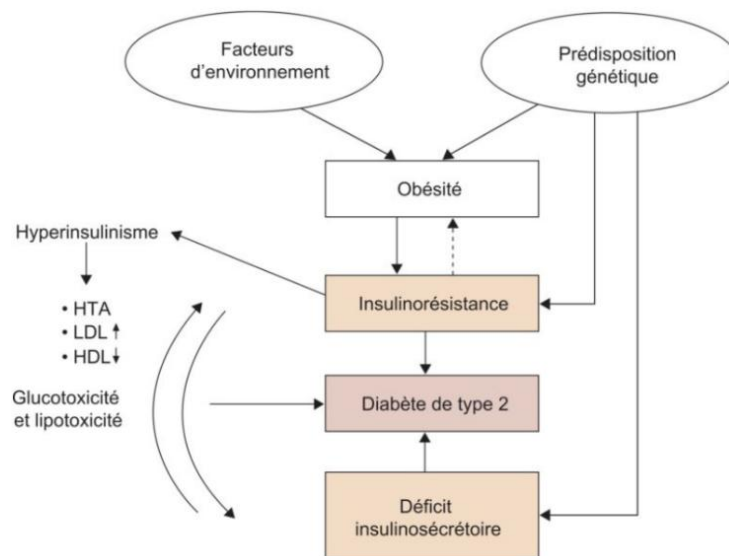 Facteurs
d'environnement
Prédisposition
génétique
Obésité
Hyperinsulinisme
Insulinorésistance
• HTA
• LDL ↑
• HDL ↓
Glucotoxicité
et lipotoxicité
Diabète de type 2
Déficit
insulinosécrétoire